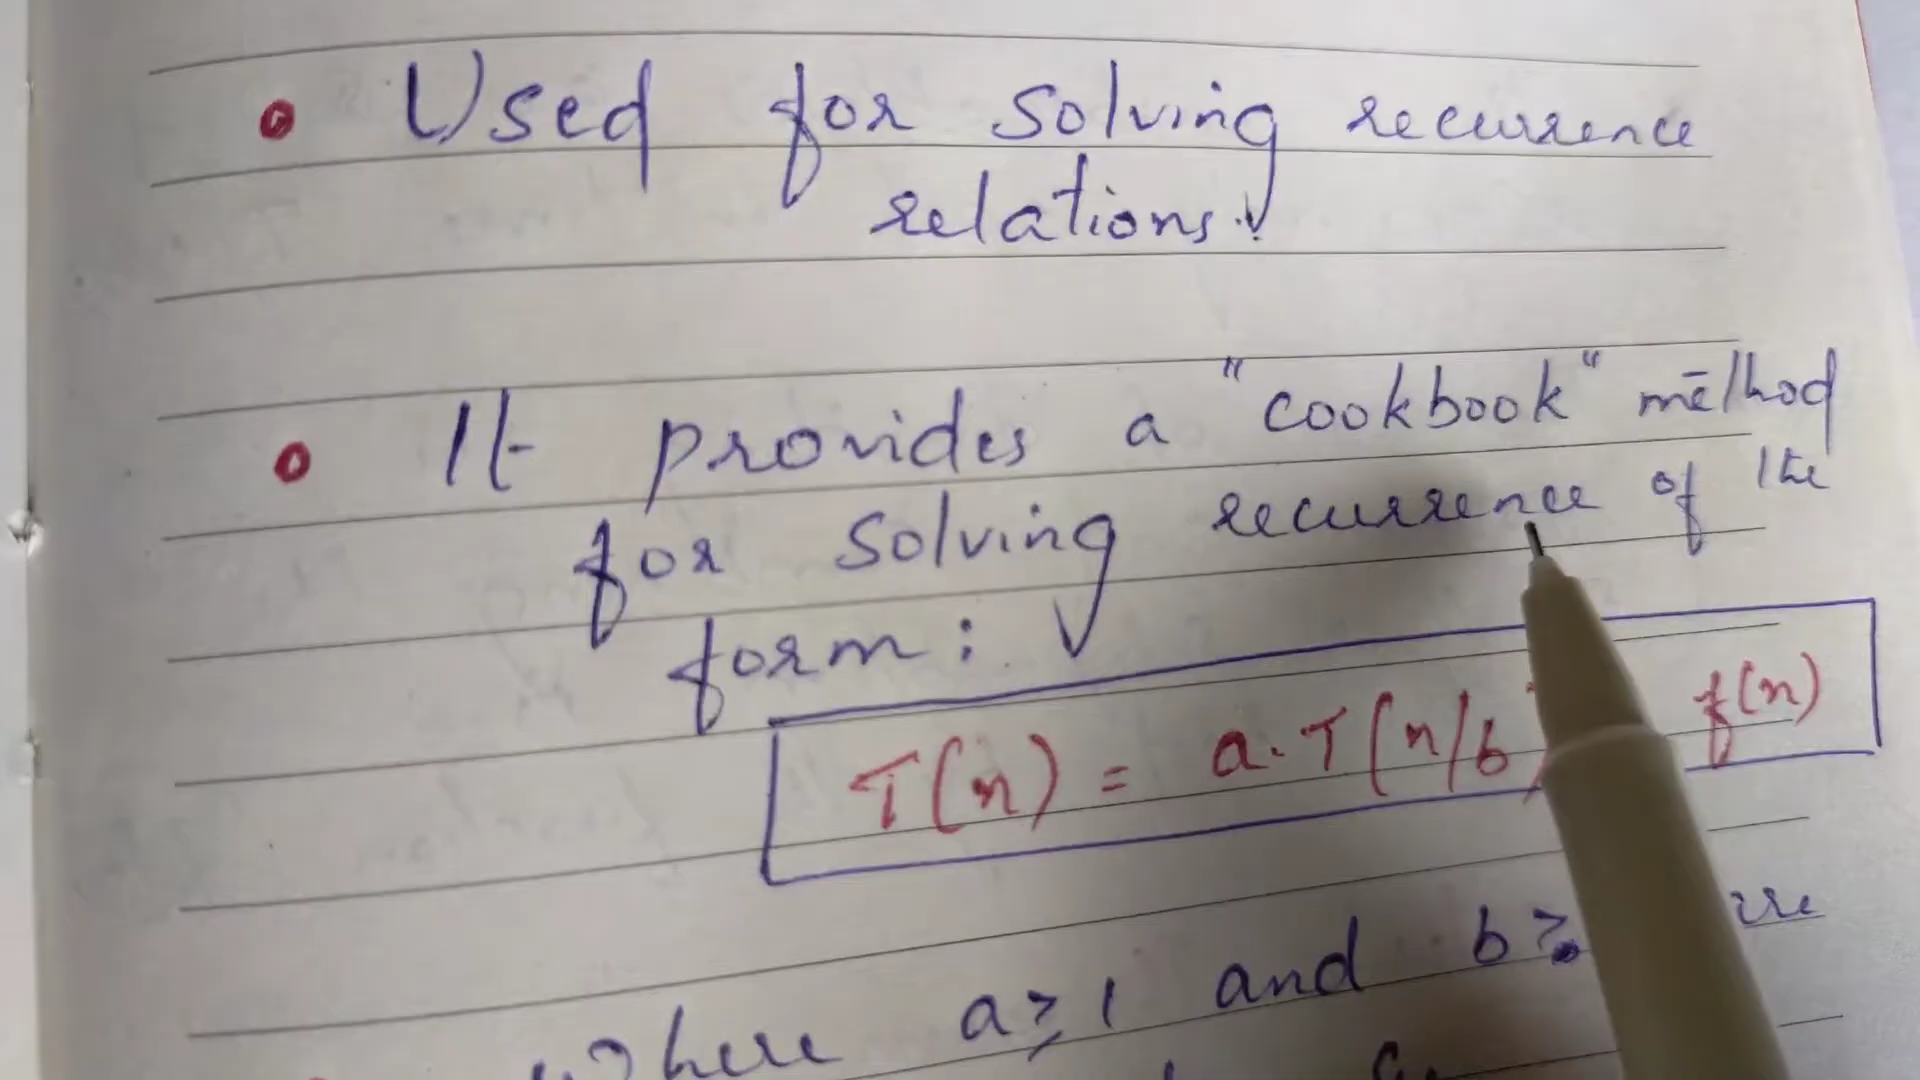 • Used for solving recurrence
relations.
• It provides a "cookbook" method
for solving recurrence of the
form:
T(n) = a.T(n/b) f(n)
where a≥1 and b>